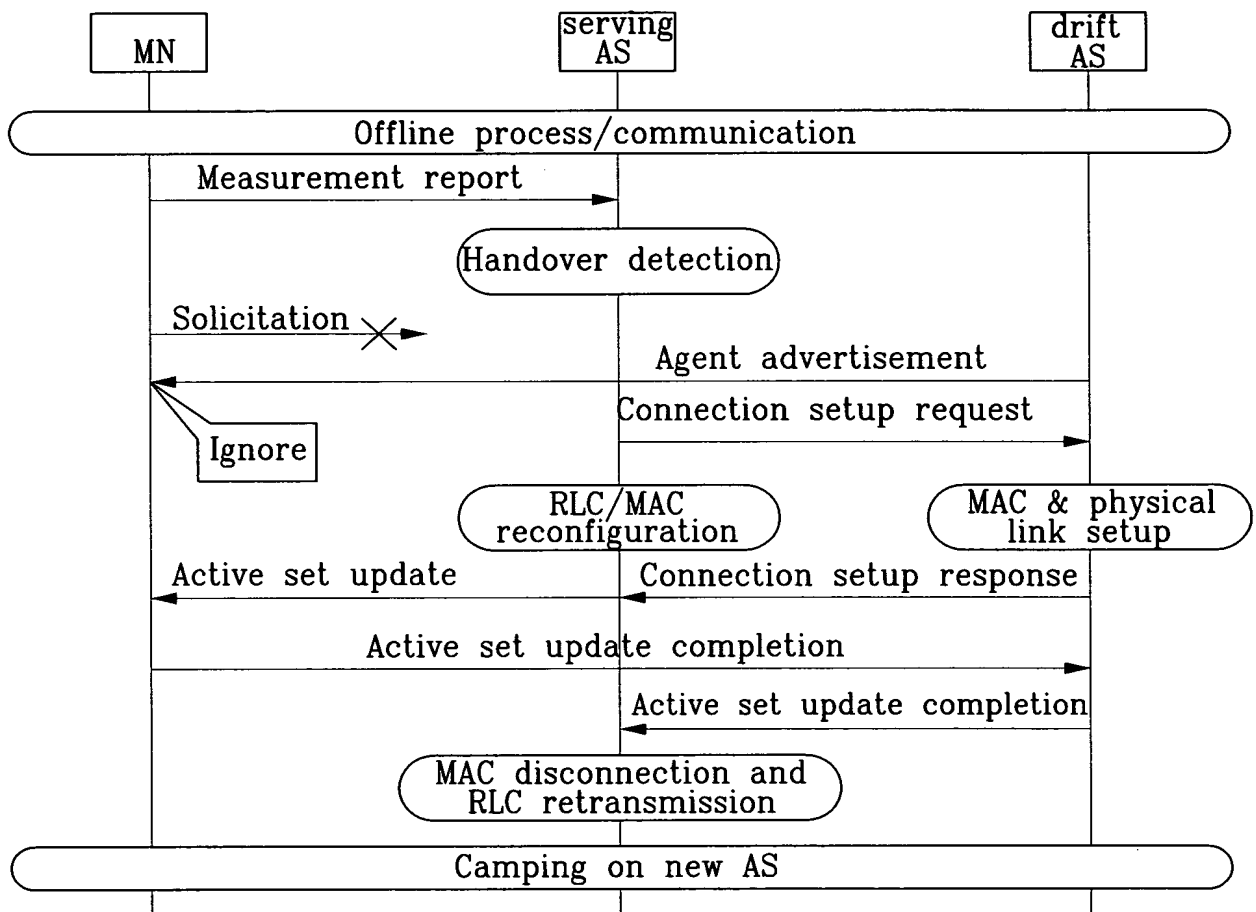 MN
serving
AS
drift
AS
Offline process/communication
Measurement report
Handover detection
Solicitation
Agent advertisement
Ignore
Connection setup request
RLC/MAC
reconfiguration
MAC & physical
link setup
Active set update
Connection setup response
Active set update completion
Active set update completion
MAC disconnection and
RLC retransmission
Camping on new AS